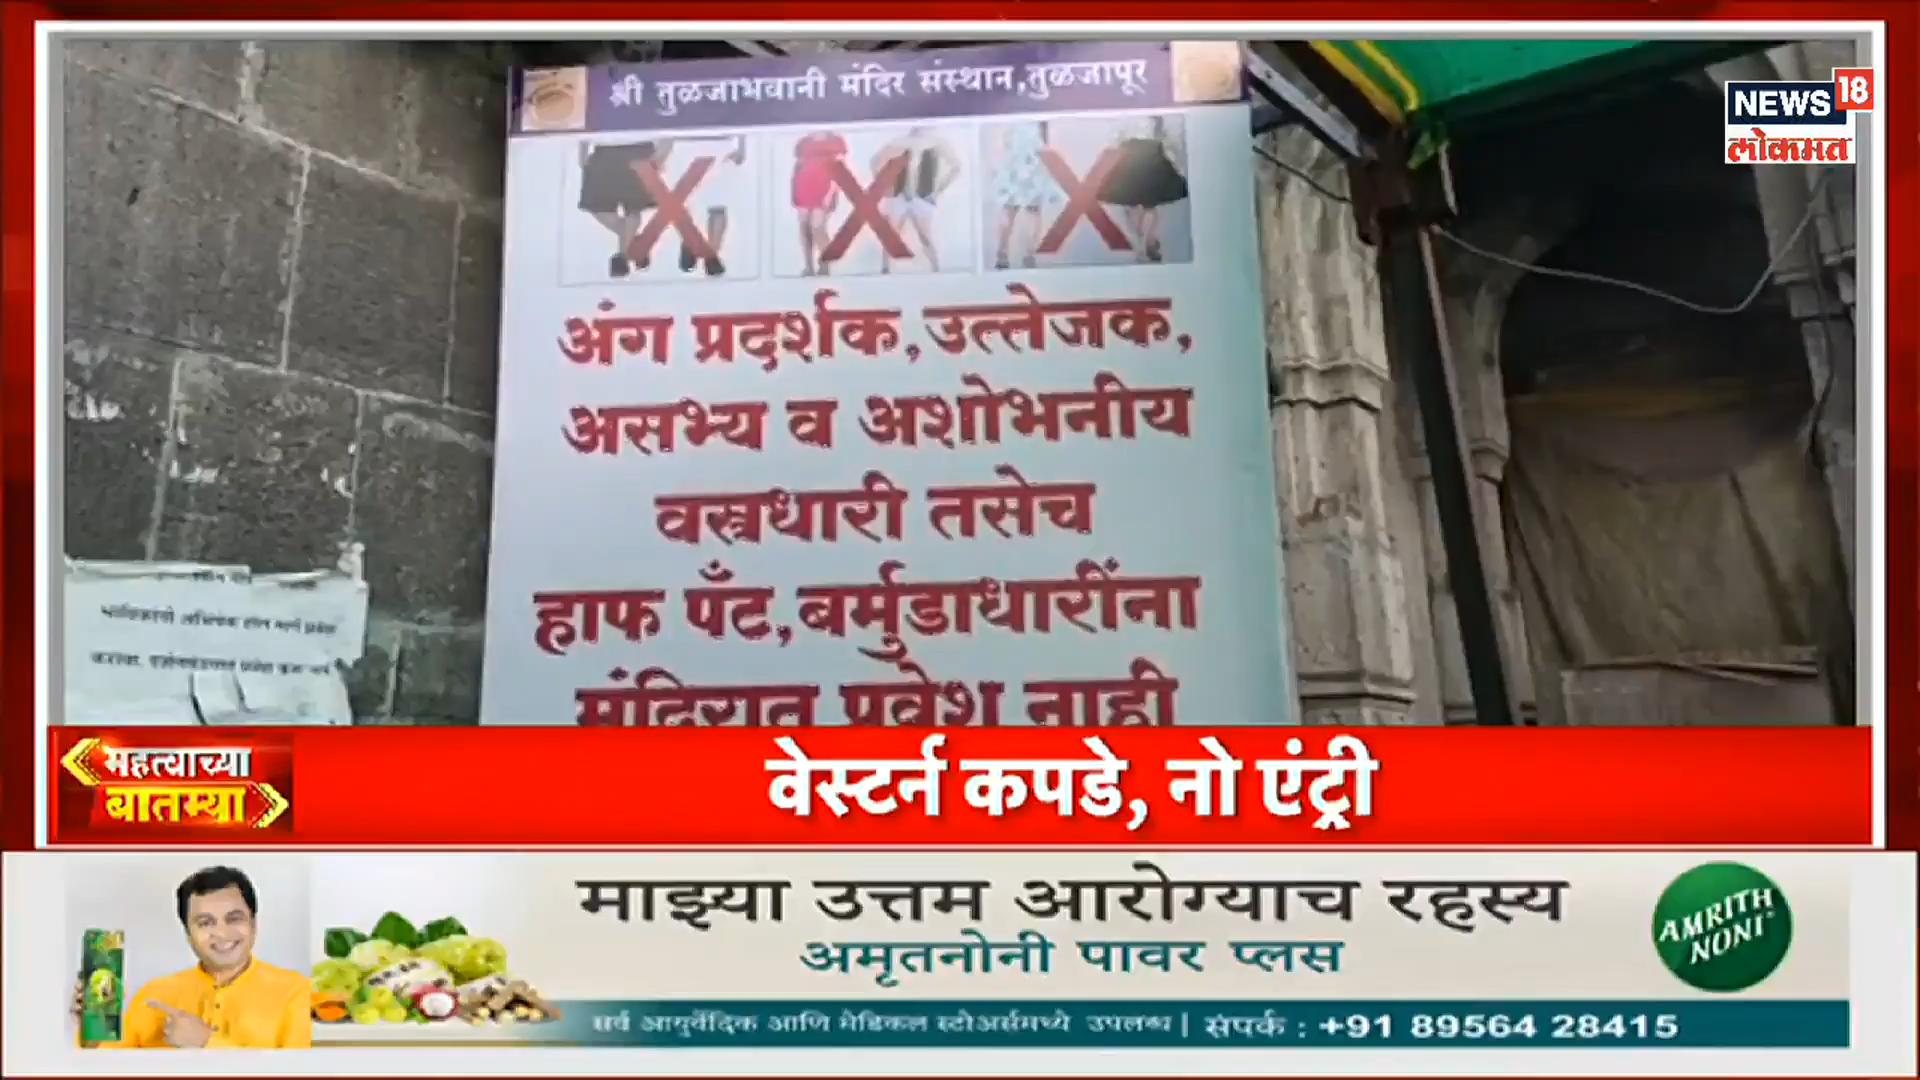 श्री तुळजाभवानी मंदिर संस्थान,तुळजापूर
NEWS 18
लोकमत
अंग प्रदर्शक,उत्तेजक,
असभ्य व अशोभनीय
वस्त्रधारी तसेच
हाफ पँट,बर्मुडाधारींना
मंदिरात प्रवेश नाही
महत्वाच्या
बातम्या
वेस्टर्न कपडे, नो एंट्री
माझ्या उत्तम आरोग्याच रहस्य
अमृतनोनी पावर प्लस
AMRITH
NONI
सर्व आयुर्वेदिक आणि मेडिकल स्टोअर्समध्ये उपलब्ध | संपर्क : +91 89564 28415